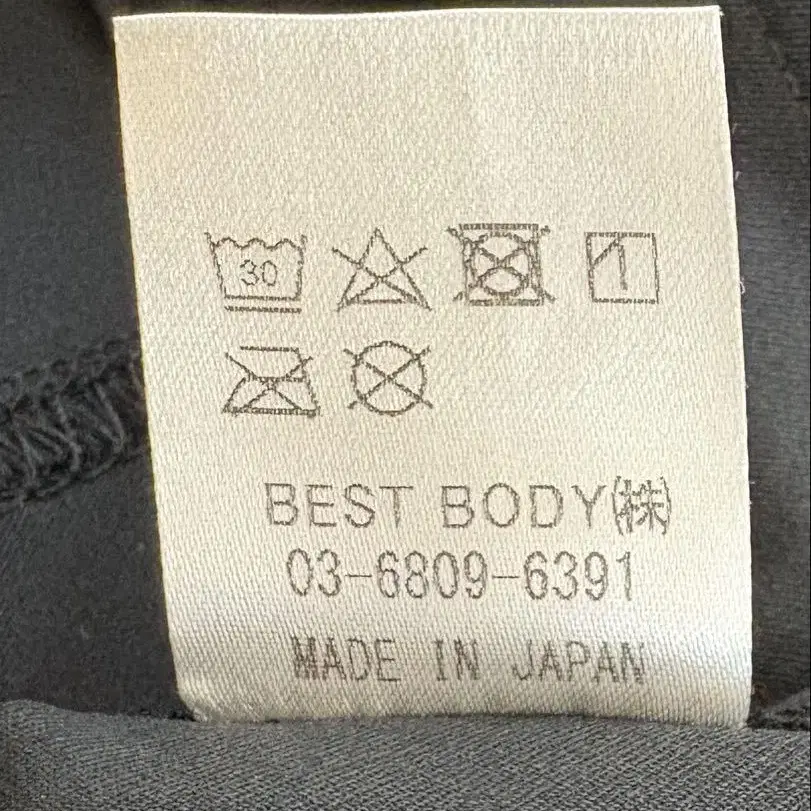 30
BEST BODY㈱
03-6809-6391
MADE IN JAPAN